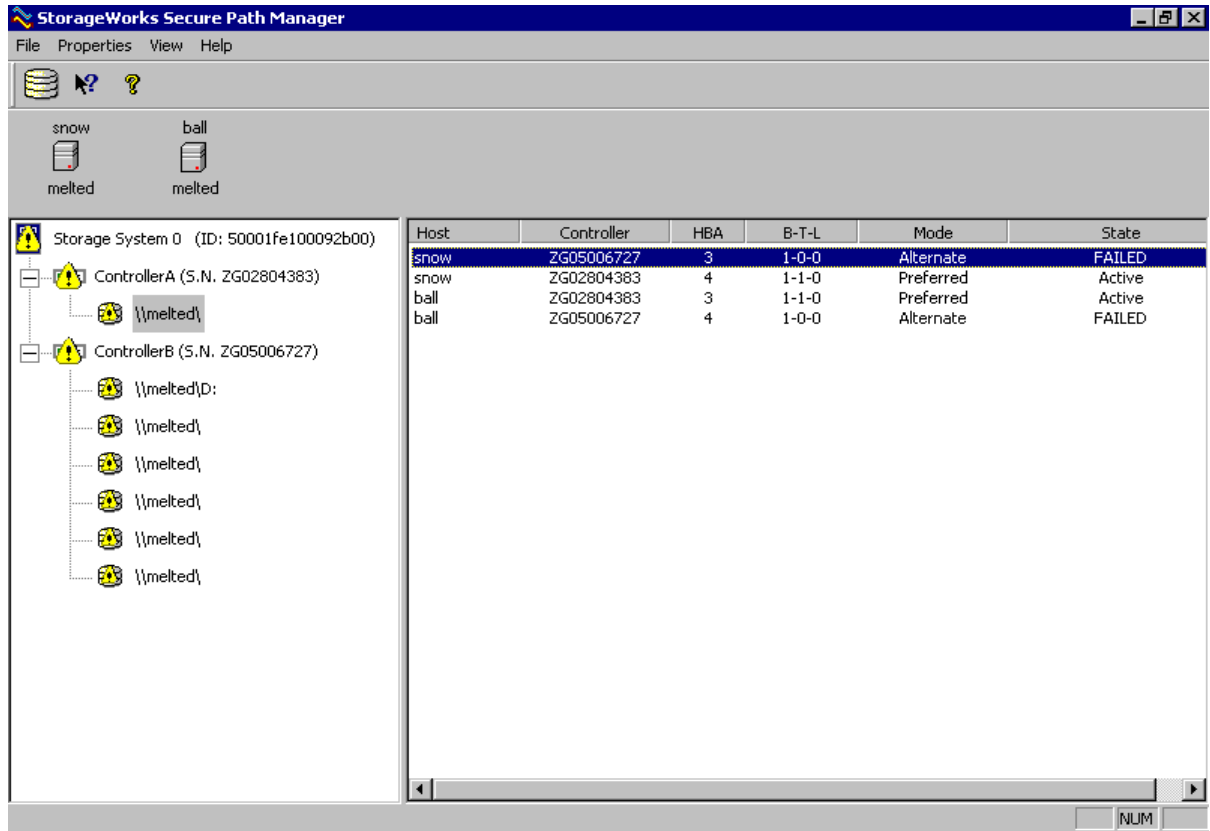 StorageWorks Secure Path Manager
File Properties View Help
snow ball
melted melted
Storage System 0 (ID: 50001fe100092b00)
ControllerA (S.N. ZG02804383)
\\melted\
ControllerB (S.N. ZG05006727)
\\melted\D:
\\melted\
\\melted\
\\melted\
\\melted\
\\melted\
Host Controller HBA B-T-L Mode State
snow ZG05006727 3 1-0-0 Alternate FAILED
snow ZG02804383 4 1-1-0 Preferred Active
ball ZG02804383 3 1-1-0 Preferred Active
ball ZG05006727 4 1-0-0 Alternate FAILED
NUM